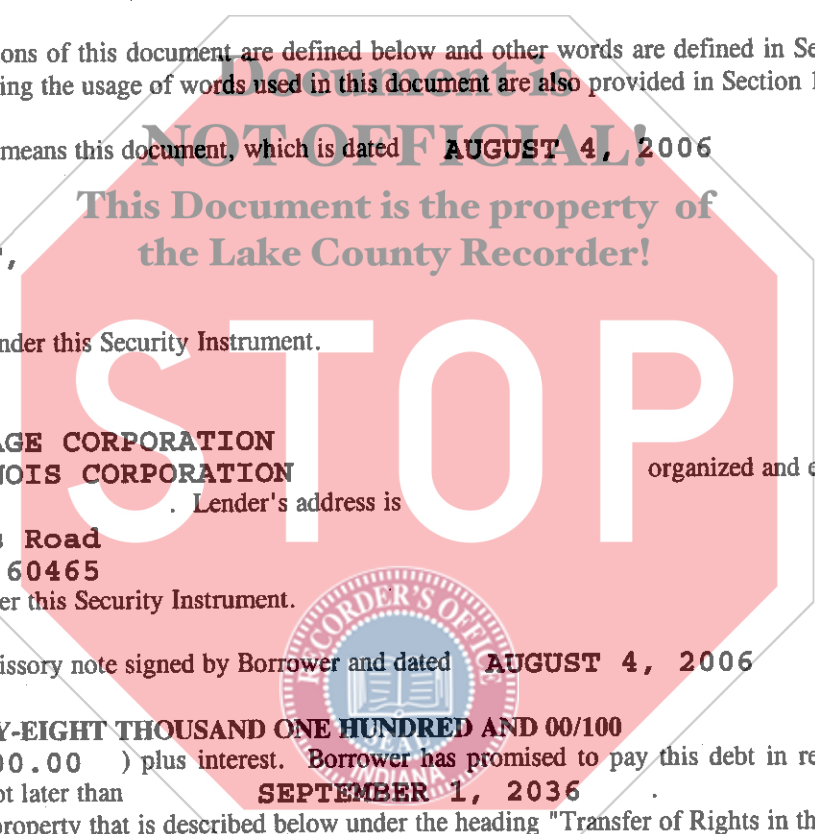 ons of this document are defined below and other words are defined in Se
Document is
ing the usage of words used in this document are also provided in Section 1
NOT OFFICIAL!
means this document, which is dated AUGUST 4, 2006
This Document is the property of
the Lake County Recorder!
nder this Security Instrument.
STOP
AGE CORPORATION
NOIS CORPORATION organized and e
. Lender's address is
Road
60465
er this Security Instrument.
RECORDER'S OFFICE
issory note signed by Borrower and dated AUGUST 4, 2006
Y-EIGHT THOUSAND ONE HUNDRED AND 00/100
SEAL
00.00 ) plus interest. Borrower has promised to pay this debt in re
INDIANA
ot later than SEPTEMBER 1, 2036 .
property that is described below under the heading "Transfer of Rights in th